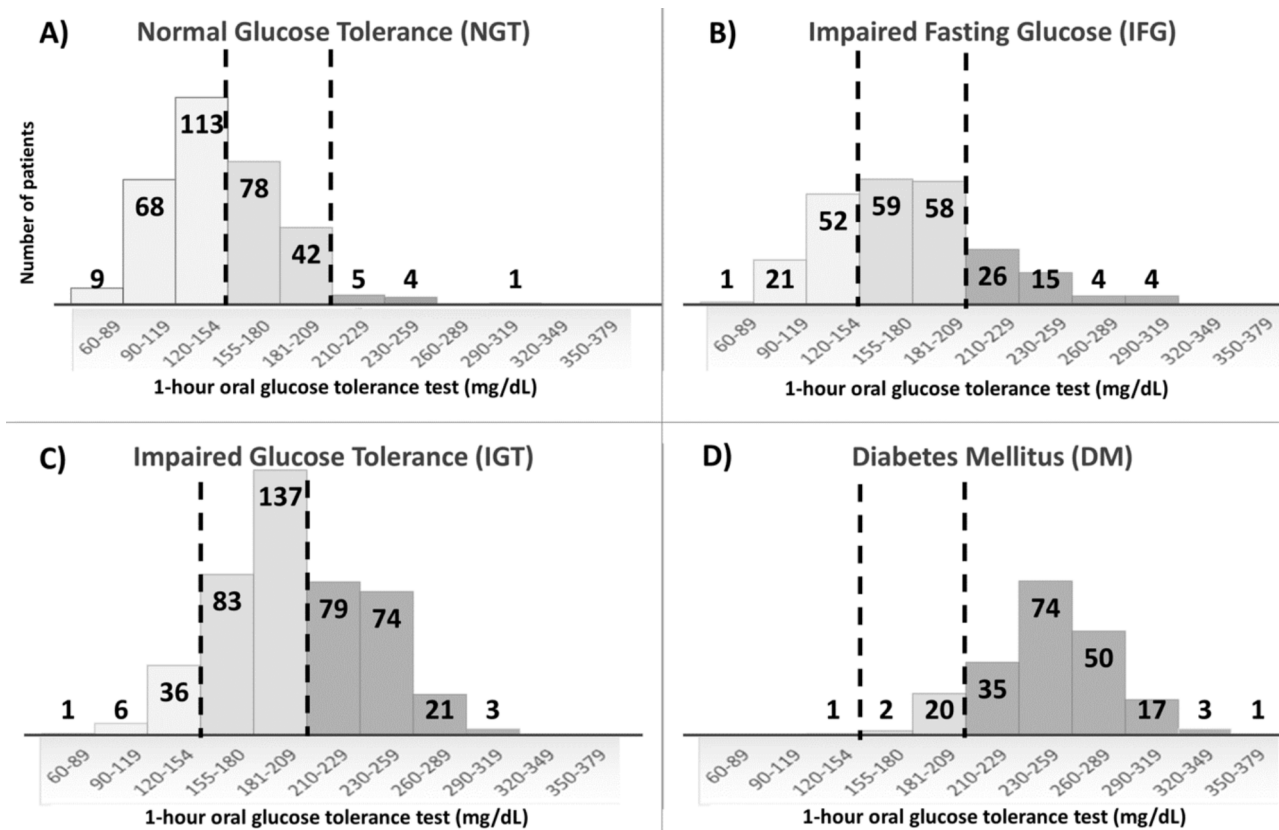 A) Normal Glucose Tolerance (NGT)
Number of patients
9 68 113 78 42 5 4 1
60-89 90-119 120-154 155-180 181-209 210-229 230-259 260-289 290-319 320-349 350-379
1-hour oral glucose tolerance test (mg/dL)
B) Impaired Fasting Glucose (IFG)
1 21 52 59 58 26 15 4 4
60-89 90-119 120-154 155-180 181-209 210-229 230-259 260-289 290-319 320-349 350-379
1-hour oral glucose tolerance test (mg/dL)
C) Impaired Glucose Tolerance (IGT)
1 6 36 83 137 79 74 21 3
60-89 90-119 120-154 155-180 181-209 210-229 230-259 260-289 290-319 320-349 350-379
1-hour oral glucose tolerance test (mg/dL)
D) Diabetes Mellitus (DM)
1 2 20 35 74 50 17 3 1
60-89 90-119 120-154 155-180 181-209 210-229 230-259 260-289 290-319 320-349 350-379
1-hour oral glucose tolerance test (mg/dL)